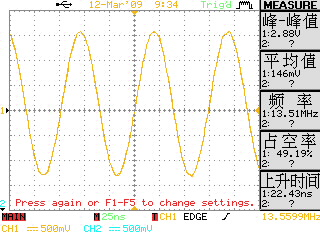 12-Mar'09 9:34 Trig'd
MEASURE
峰-峰值
1:2.88V
2: ?
平均值
1:146mV
2: ?
频 率
1:13.51MHz
2: ?
占空率
1: 49.19%
2: ?
上升时间
1:22.43ns
2: ?
1
2
Press again or F1~F5 to change settings.
MAIN M 25ns T CH1 EDGE 13.5599MHz
CH1 500mV CH2 500mV